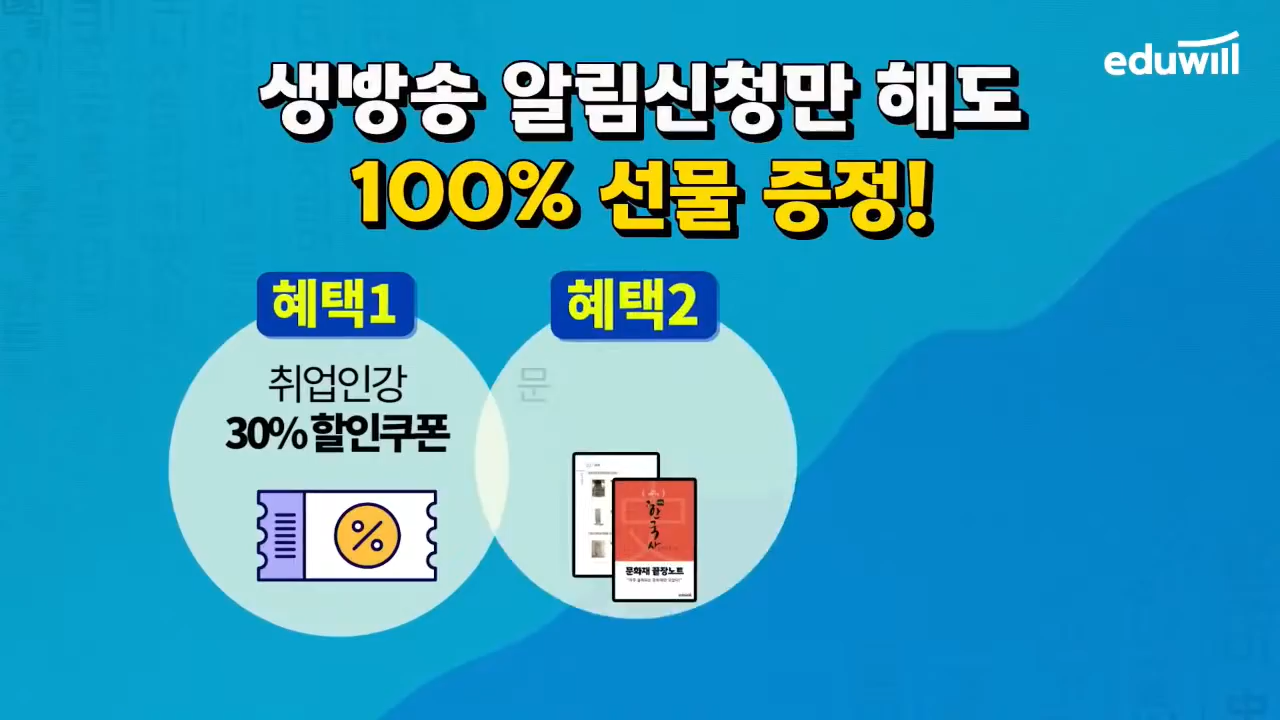 eduwill
생방송 알림신청만 해도
100% 선물 증정!
혜택1
취업인강
30% 할인쿠폰
혜택2
문
한국사
문화재 끝장노트
eduwill